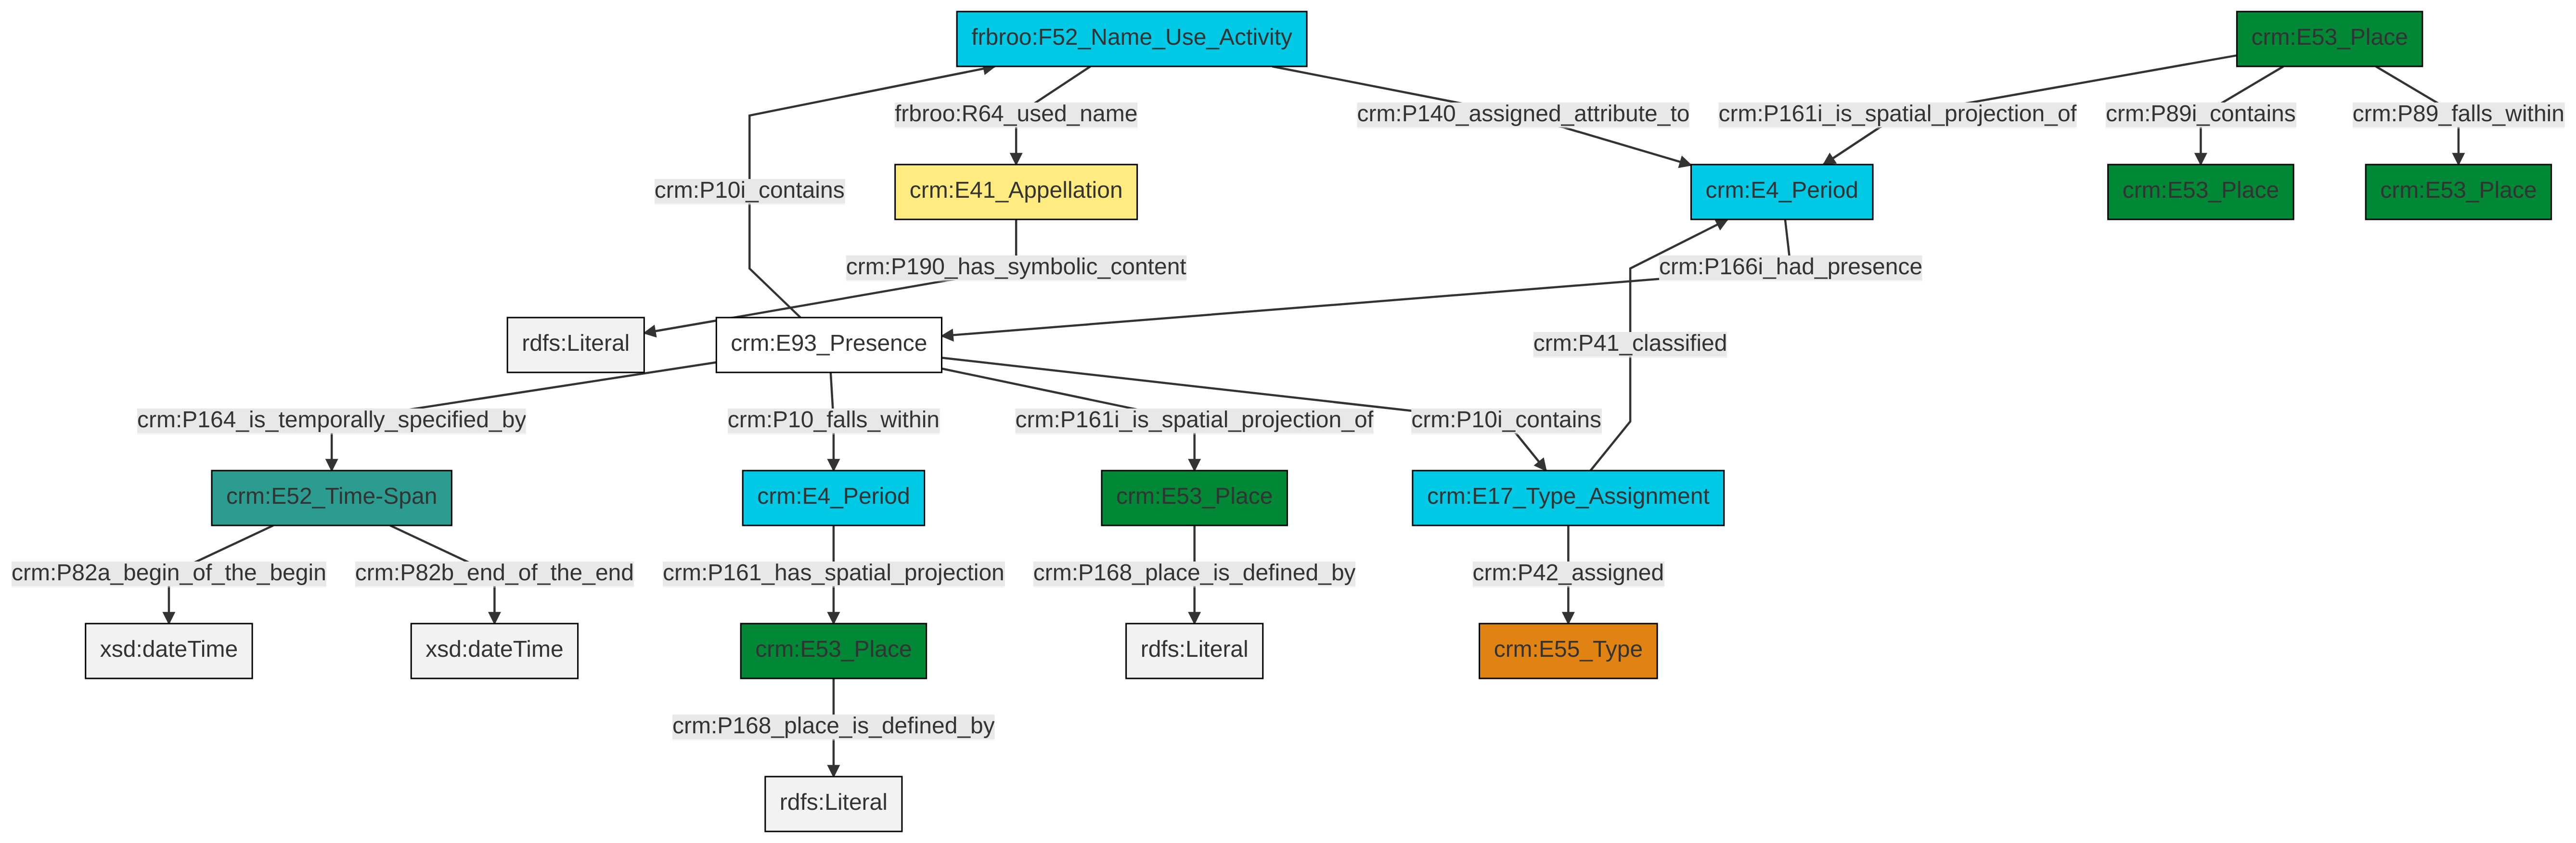 frbroo:F52_Name_Use_Activity
crm:E53_Place
frbroo:R64_used_name
crm:P140_assigned_attribute_to
crm:P161i_is_spatial_projection_of
crm:P89i_contains
crm:P89_falls_within
crm:P10i_contains
crm:E41_Appellation
crm:E4_Period
crm:E53_Place
crm:E53_Place
crm:P190_has_symbolic_content
crm:P166i_had_presence
rdfs:Literal
crm:E93_Presence
crm:P41_classified
crm:P164_is_temporally_specified_by
crm:P10_falls_within
crm:P161i_is_spatial_projection_of
crm:P10i_contains
crm:E52_Time-Span
crm:E4_Period
crm:E53_Place
crm:E17_Type_Assignment
crm:P82a_begin_of_the_begin
crm:P82b_end_of_the_end
crm:P161_has_spatial_projection
crm:P168_place_is_defined_by
crm:P42_assigned
xsd:dateTime
xsd:dateTime
crm:E53_Place
rdfs:Literal
crm:E55_Type
crm:P168_place_is_defined_by
rdfs:Literal